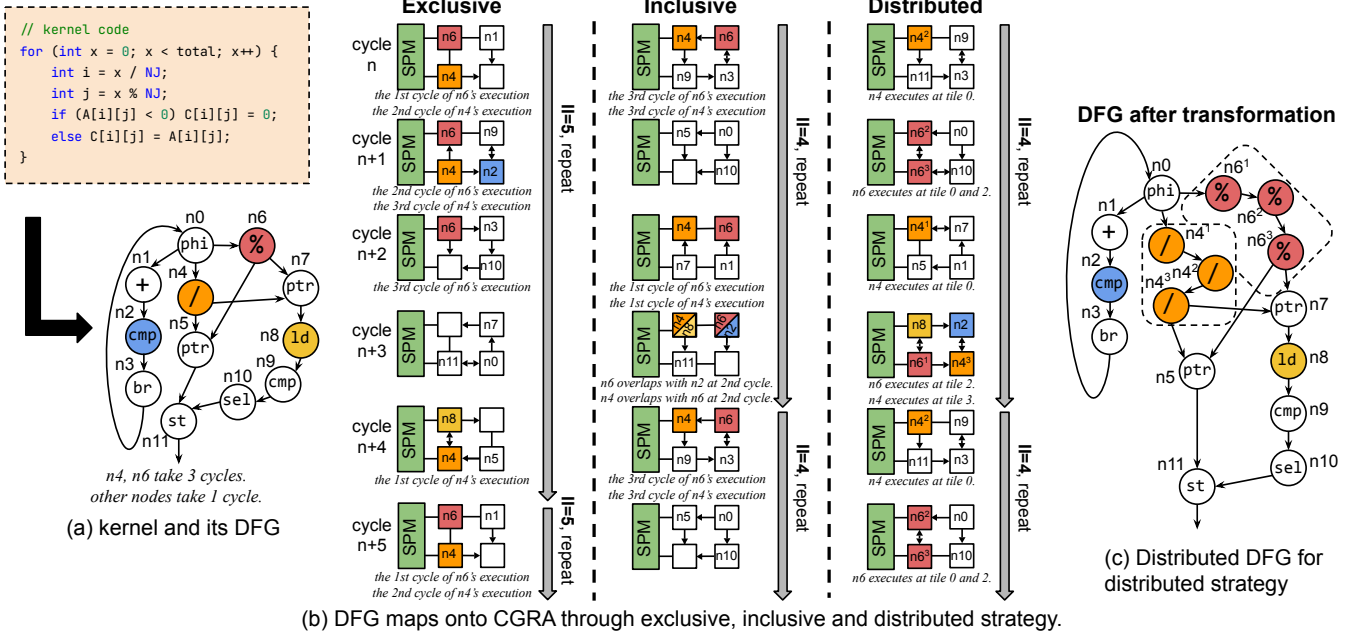 // kernel code
for (int x = 0; x < total; x++) {
int i = x / NJ;
int j = x % NJ;
if (A[i][j] < 0) C[i][j] = 0;
else C[i][j] = A[i][j];
}
n0
n6
phi
%
n1
n4
n7
+
/
ptr
n2
n5
n8
cmp
ptr
ld
n3
n9
n10
cmp
br
sel
st
n11
n4, n6 take 3 cycles.
other nodes take 1 cycle.
(a) kernel and its DFG
Exclusive
cycle
n
SPM
n6
n1
n4
the 1st cycle of n6's execution
the 2nd cycle of n4's execution
cycle
n+1
SPM
n6
n9
n4
n2
the 2nd cycle of n6's execution
the 3rd cycle of n4's execution
cycle
n+2
SPM
n6
n3
n10
the 3rd cycle of n6's execution
cycle
n+3
SPM
n7
n11
n0
cycle
n+4
SPM
n8
n4
n5
the 1st cycle of n4's execution
cycle
n+5
SPM
n6
n1
n4
the 1st cycle of n6's execution
the 2nd cycle of n4's execution
II=5, repeat
II=5, repeat
Inclusive
SPM
n4
n6
n9
n3
the 3rd cycle of n6's execution
the 3rd cycle of n4's execution
SPM
n5
n0
n10
SPM
n4
n6
n7
n1
the 1st cycle of n6's execution
the 1st cycle of n4's execution
SPM
n4
n8
n6
n2
n11
n6 overlaps with n2 at 2nd cycle.
n4 overlaps with n6 at 2nd cycle.
SPM
n4
n6
n9
n3
the 3rd cycle of n6's execution
the 3rd cycle of n4's execution
SPM
n5
n0
n10
II=4, repeat
II=4, repeat
Distributed
SPM
n4²
n9
n11
n3
n4 executes at tile 0.
SPM
n6²
n0
n6³
n10
n6 executes at tile 0 and 2.
SPM
n4¹
n7
n5
n1
n4 executes at tile 0.
SPM
n8
n2
n6¹
n4³
n6 executes at tile 2.
n4 executes at tile 3.
SPM
n4²
n9
n11
n3
n4 executes at tile 0.
SPM
n6²
n0
n6³
n10
n6 executes at tile 0 and 2.
II=4, repeat
II=4, repeat
(b) DFG maps onto CGRA through exclusive, inclusive and distributed strategy.
DFG after transformation
n0
n6¹
phi
%
%
n1
n6²
+
/
n4¹
n6³
%
n2
n4³
n4²
cmp
/
/
ptr
n7
n3
br
ld
n8
n5
ptr
cmp
n9
n11
n10
st
sel
(c) Distributed DFG for
distributed strategy